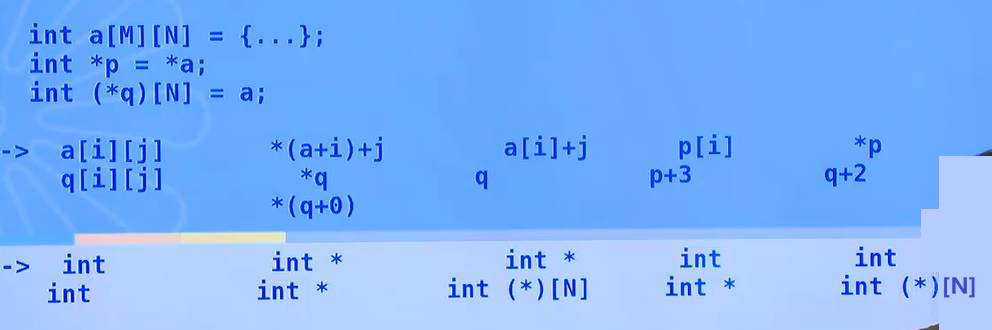 int a[M][N] = {...};
int *p = *a;
int (*q)[N] = a;
-> a[i][j] *(a+i)+j a[i]+j p[i] *p
q[i][j] *q q p+3 q+2
*(q+0)
-> int int * int * int int
int int * int (*)[N] int * int (*)[N]